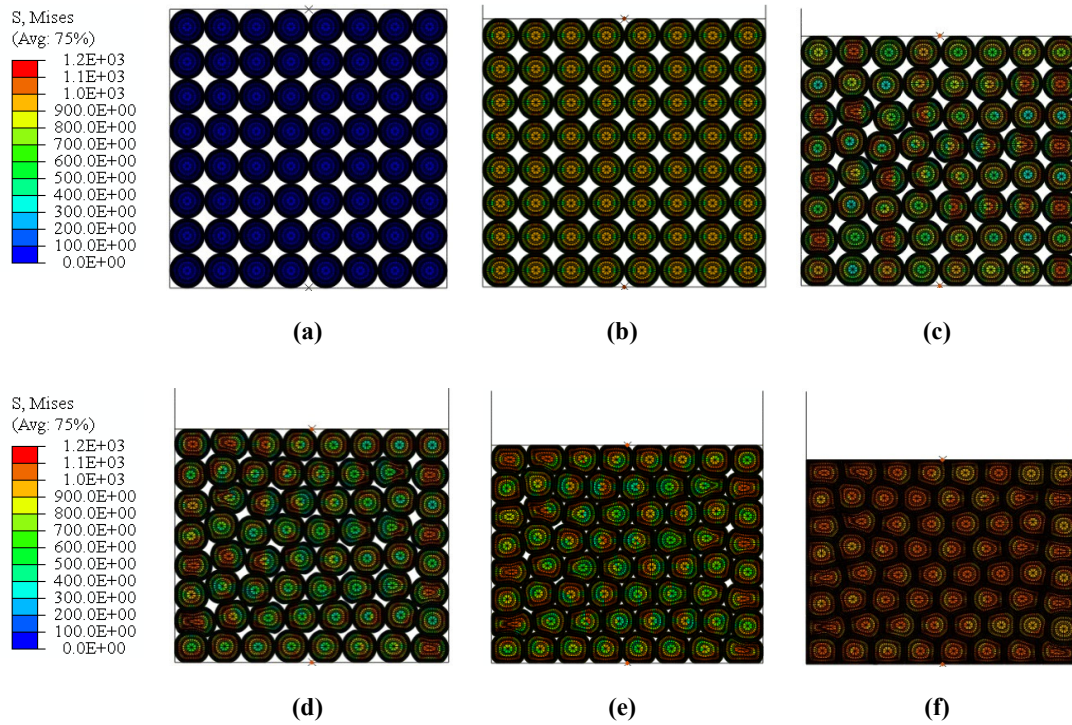 S, Mises
(Avg: 75%)
1.2E+03
1.1E+03
1.0E+03
900.0E+00
800.0E+00
700.0E+00
600.0E+00
500.0E+00
400.0E+00
300.0E+00
200.0E+00
100.0E+00
0.0E+00
(a)
(b)
(c)
S, Mises
(Avg: 75%)
1.2E+03
1.1E+03
1.0E+03
900.0E+00
800.0E+00
700.0E+00
600.0E+00
500.0E+00
400.0E+00
300.0E+00
200.0E+00
100.0E+00
0.0E+00
(d)
(e)
(f)